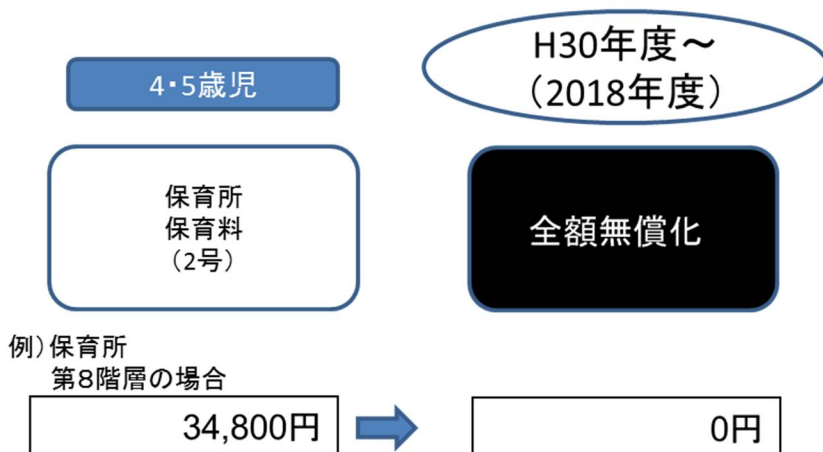 4・5歳児
H30年度～
（2018年度）
保育所
保育料
（2号）
全額無償化
例）保育所
第8階層の場合
34,800円
0円